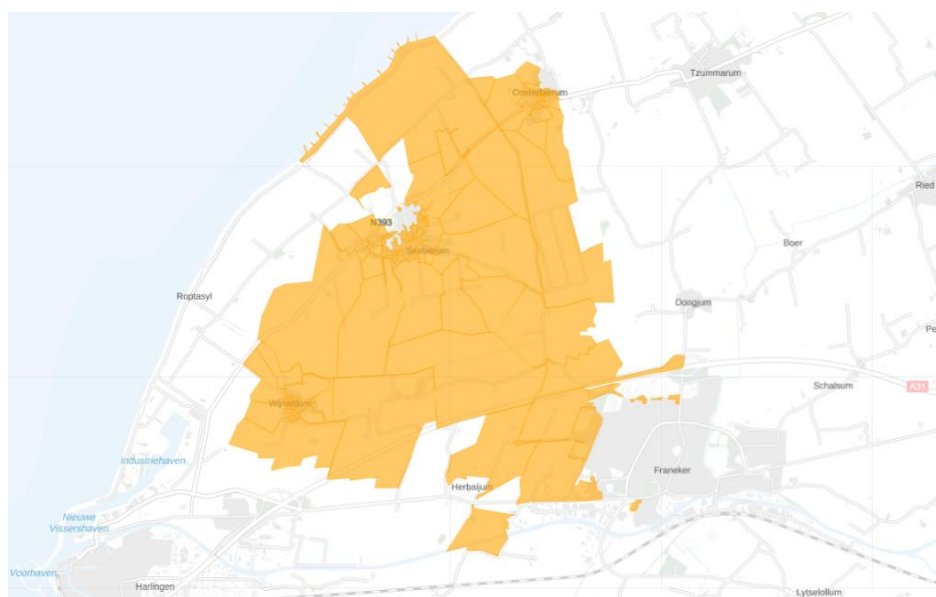 Tzummarum
Oosterbierum
Ried
N393
Sexbierum
Boer
Roptasyl
Dongjum
Pe
Schalsum
A31
Wijnaldum
Industriehaven
Franeker
Herbaijum
Nieuwe
Vissershaven
Voorhaven
Harlingen
Lytselollum